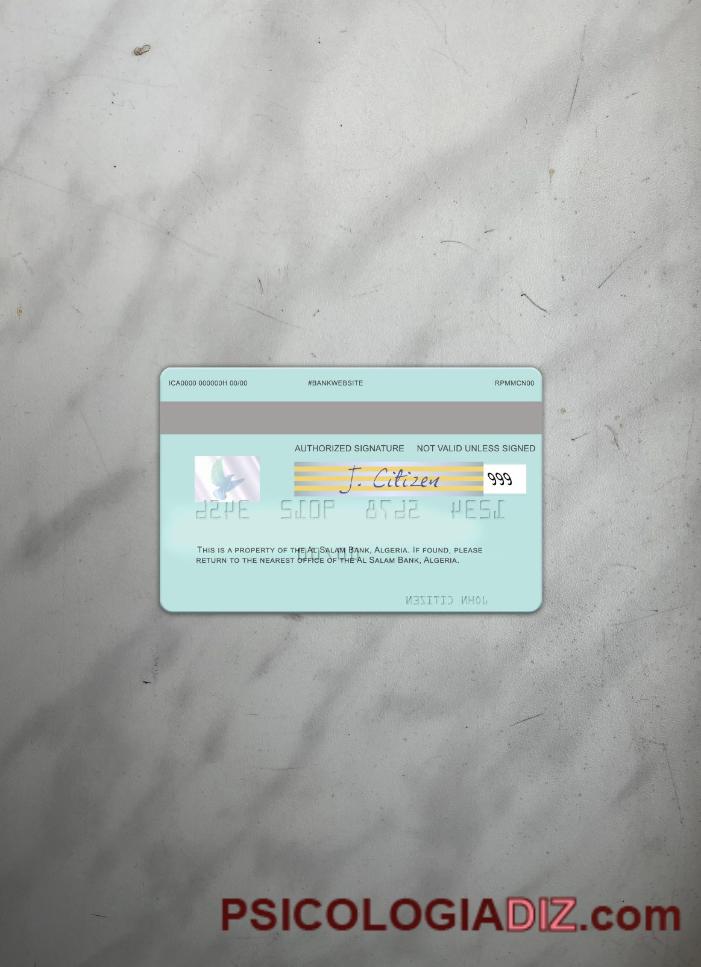 ICA0000 000000H 00/00 #BANKWEBSITE RPMMCN00
AUTHORIZED SIGNATURE NOT VALID UNLESS SIGNED
J. Citizen 999
THIS IS A PROPERTY OF THE AL SALAM BANK, ALGERIA. IF FOUND, PLEASE
RETURN TO THE NEAREST OFFICE OF THE AL SALAM BANK, ALGERIA.
JOHN CITIZEN
PSICOLOGIADIZ.com